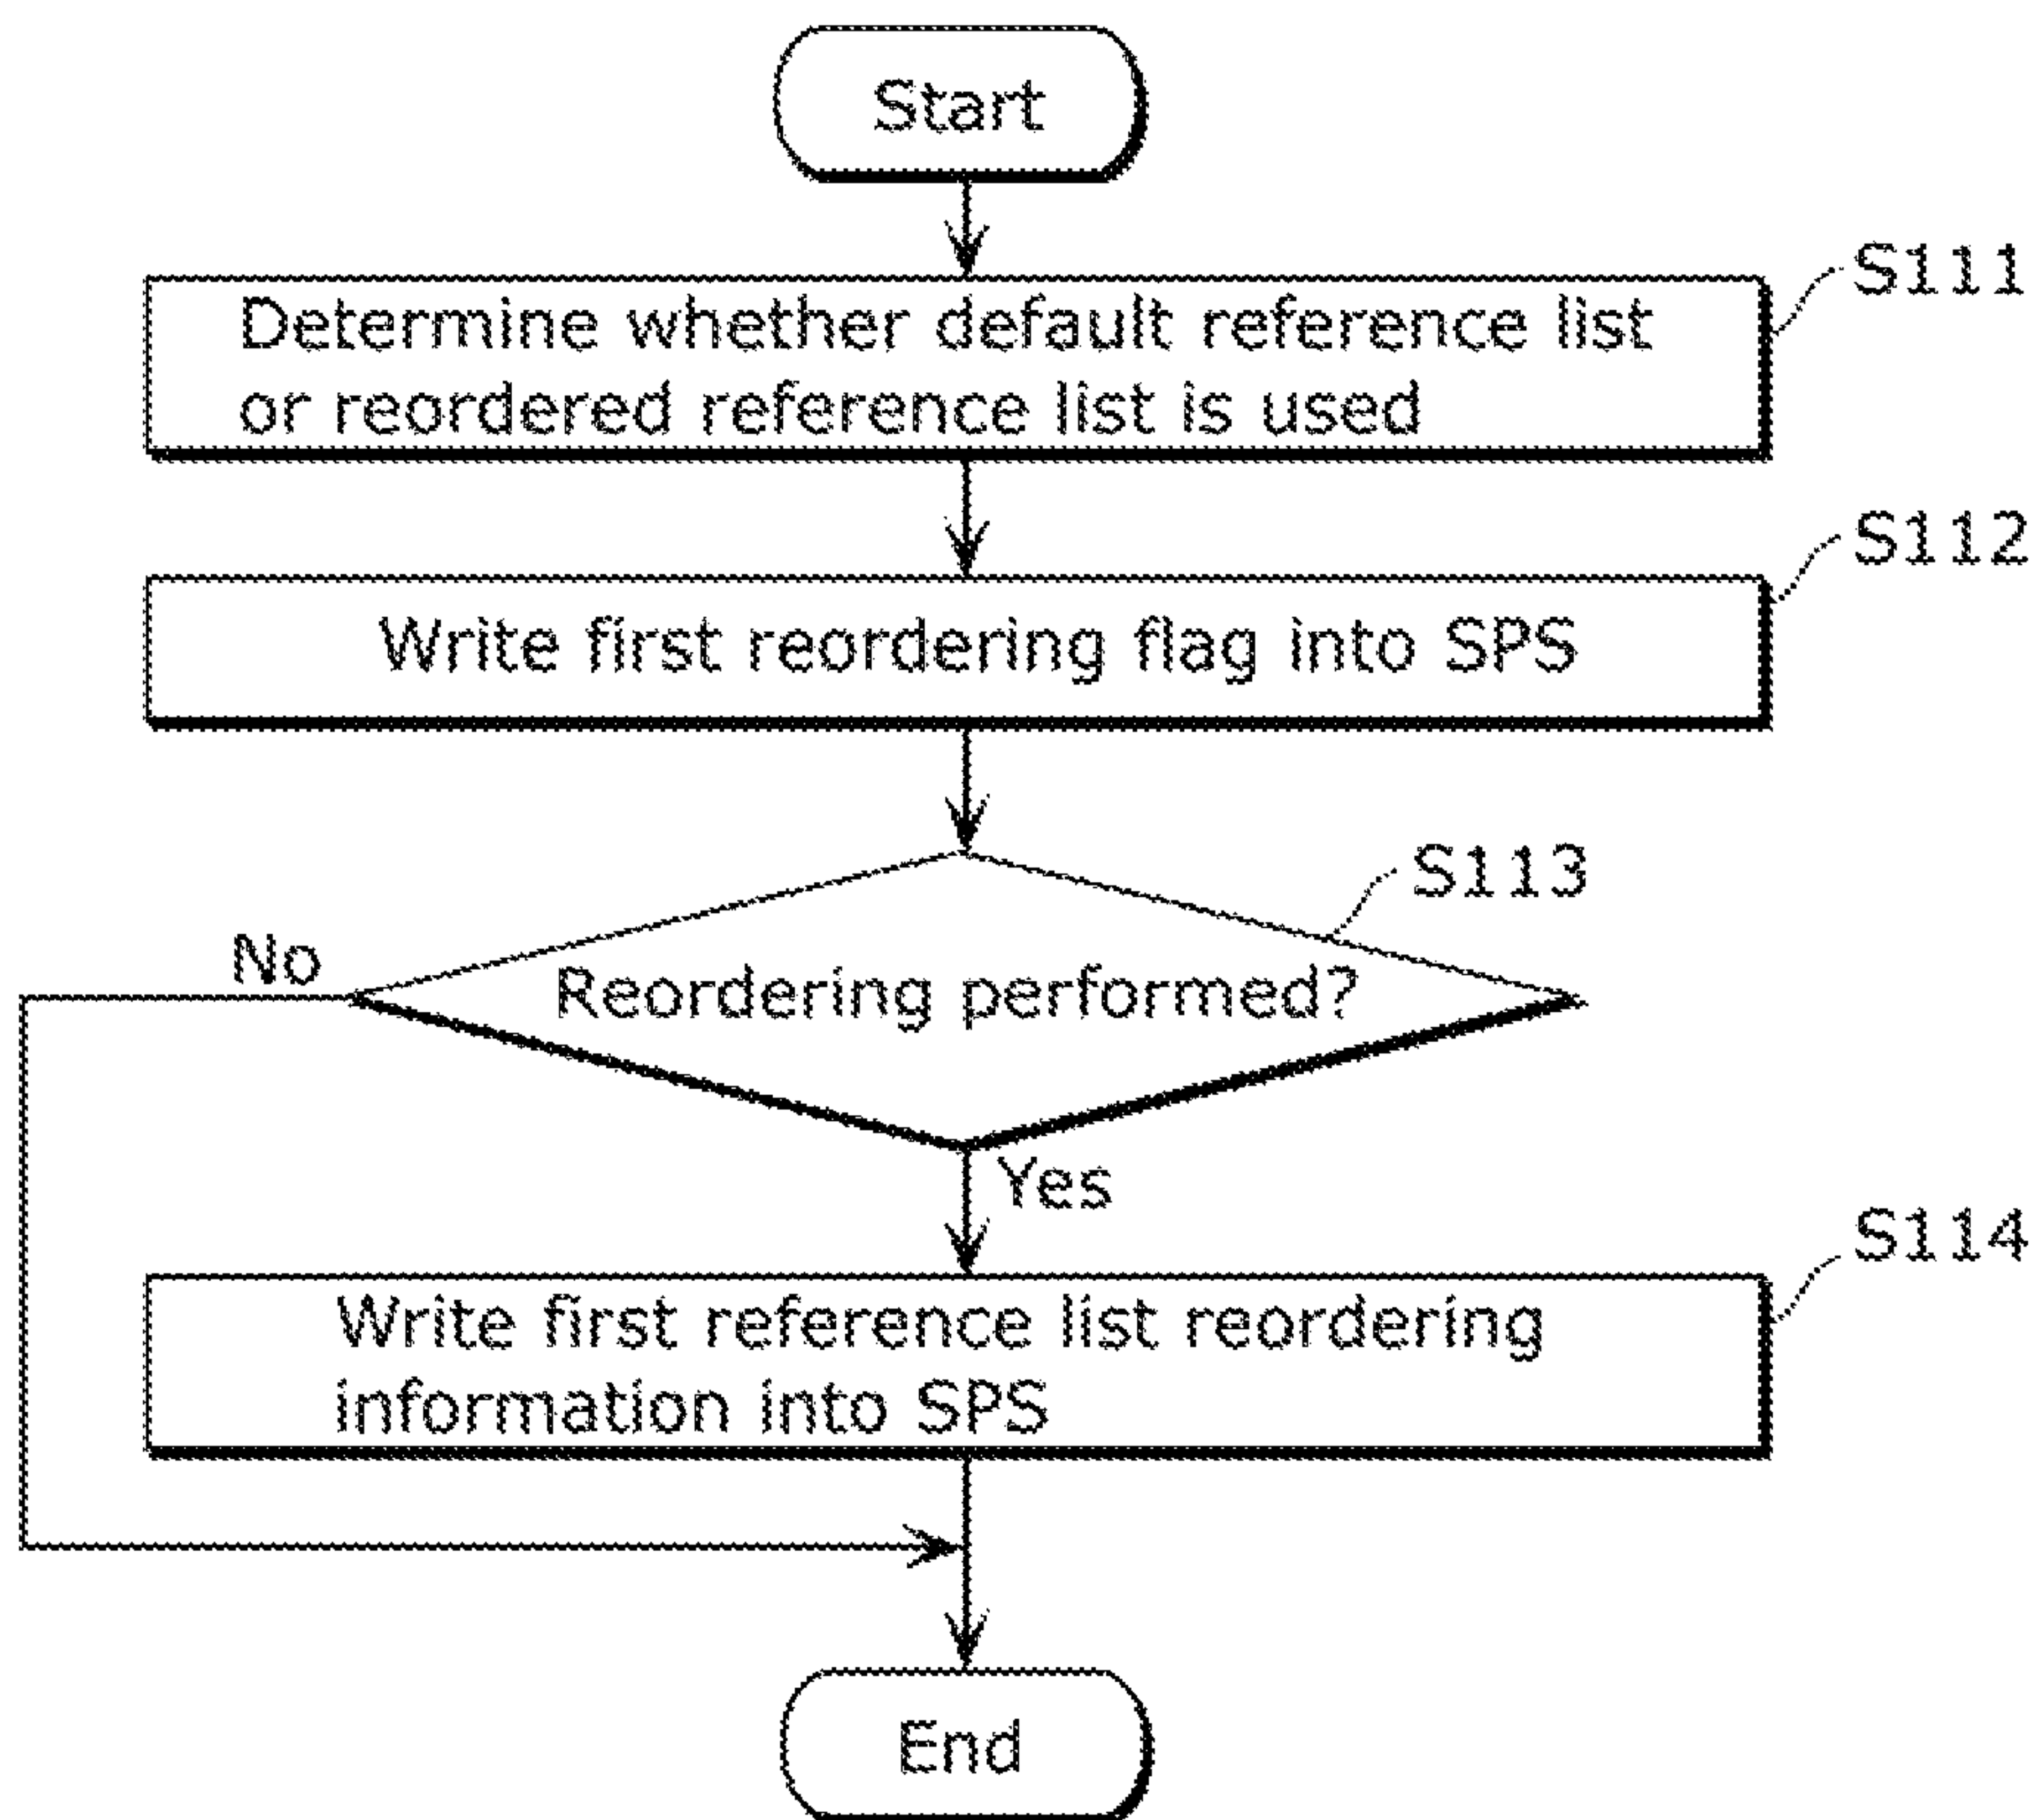 Start
S111
Determine whether default reference list
or reordered reference list is used
S112
Write first reordering flag into SPS
S113
No
Reordering performed?
Yes
S114
Write first reference list reordering
information into SPS
End